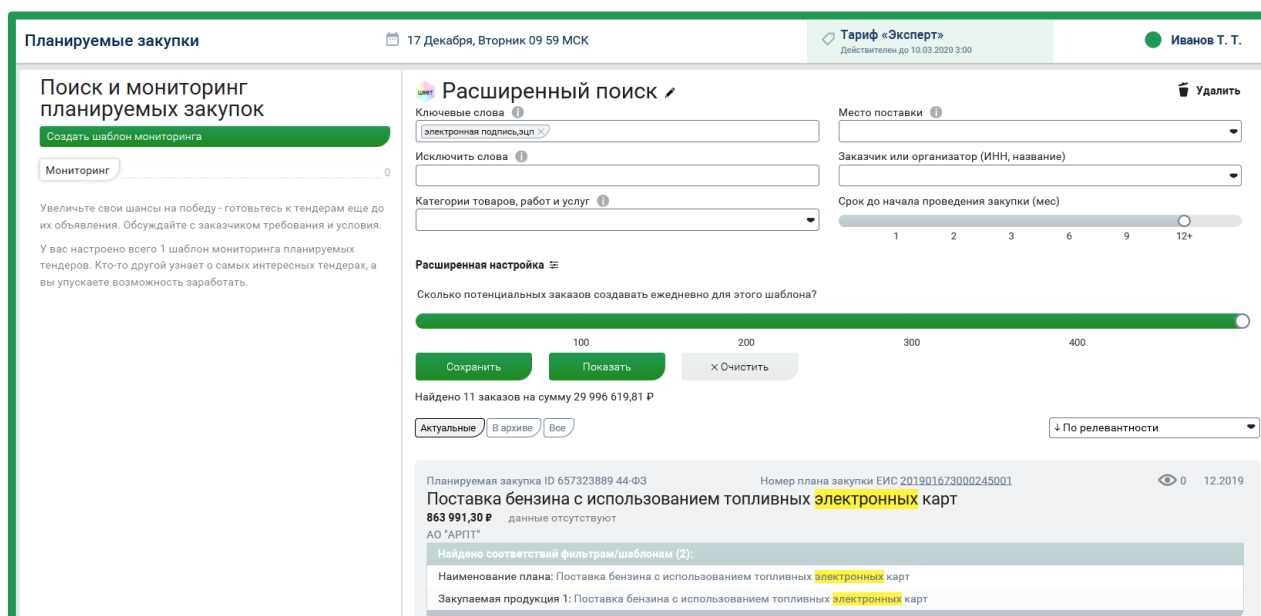 Планируемые закупки
17 Декабря, Вторник 09 59 МСК
Тариф «Эксперт»
Действителен до 10.03.2020 3:00
Иванов Т. Т.
Поиск и мониторинг
планируемых закупок
Создать шаблон мониторинга
Мониторинг 0
Увеличьте свои шансы на победу - готовьтесь к тендерам еще до
их объявления. Обсуждайте с заказчиком требования и условия.
У вас настроено всего 1 шаблон мониторинга планируемых
тендеров. Кто-то другой узнает о самых интересных тендерах, а
вы упускаете возможность заработать.
цвет Расширенный поиск
Удалить
Ключевые слова
электронная подпись,эцп
Место поставки
Исключить слова
Заказчик или организатор (ИНН, название)
Категории товаров, работ и услуг
Срок до начала проведения закупки (мес)
1 2 3 6 9 12+
Расширенная настройка
Сколько потенциальных заказов создавать ежедневно для этого шаблона?
100 200 300 400
Сохранить Показать × Очистить
Найдено 11 заказов на сумму 29 996 619,81 ₽
Актуальные В архиве Все
↓ По релевантности
Планируемая закупка ID 657323889 44-ФЗ Номер плана закупки ЕИС 201901673000245001 0 12.2019
Поставка бензина с использованием топливных электронных карт
863 991,30 ₽ данные отсутствуют
АО "АРПТ"
Найдено соответствий фильтрам/шаблонам (2):
Наименование плана: Поставка бензина с использованием топливных электронных карт
Закупаемая продукция 1: Поставка бензина с использованием топливных электронных карт